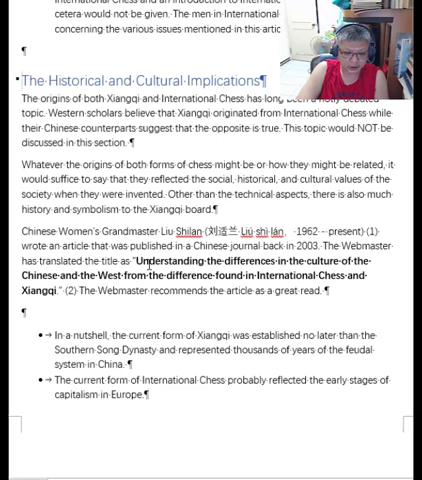 International Chess and an introduction to Internatio
cetera would not be given. The men in International
concerning the various issues mentioned in this artic
¶
The Historical and Cultural Implications¶
The origins of both Xiangqi and International Chess has long been a hotly debated
topic. Western scholars believe that Xiangqi originated from International Chess while
their Chinese counterparts suggest that the opposite is true. This topic would NOT be
discussed in this section. ¶
Whatever the origins of both forms of chess might be or how they might be related, it
would suffice to say that they reflected the social, historical, and cultural values of the
society when they were invented. Other than the technical aspects, there is also much
history and symbolism to the Xiangqi board.¶
Chinese Women's Grandmaster Liu Shilan (刘适兰 Liú shì lán, 1962 -- present) (1)
wrote an article that was published in a Chinese journal back in 2003. The Webmaster
has translated the title as "Understanding the differences in the culture of the
Chinese and the West from the difference found in International Chess and
Xiangqi." (2) The Webmaster recommends the article as a great read. ¶
¶
• → In a nutshell, the current form of Xiangqi was established no later than the
Southern Song Dynasty and represented thousands of years of the feudal
system in China. ¶
• → The current form of International Chess probably reflected the early stages of
capitalism in Europe.¶